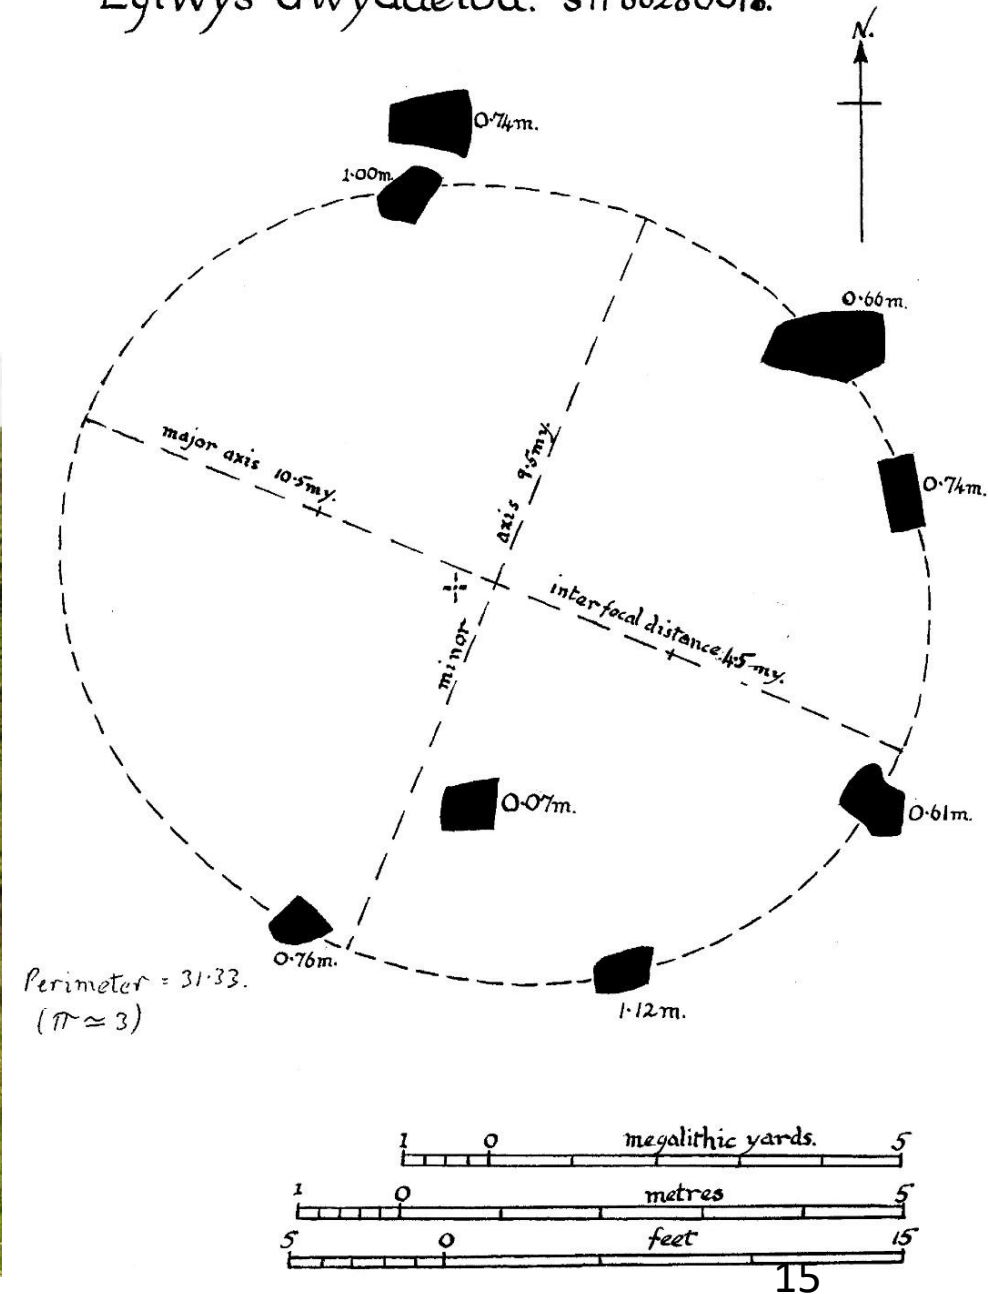 0·74m.
1·00m.
N.
0·66m.
major axis 10·5my.
minor axis 9·5my.
0·74m.
interfocal distance.4·5my.
0·07m.
0·61m.
0·76m.
1·12m.
Perimeter = 31·33.
(π ≃ 3)
1 0 megalithic yards. 5
1 0 metres 5
5 0 feet 15
15